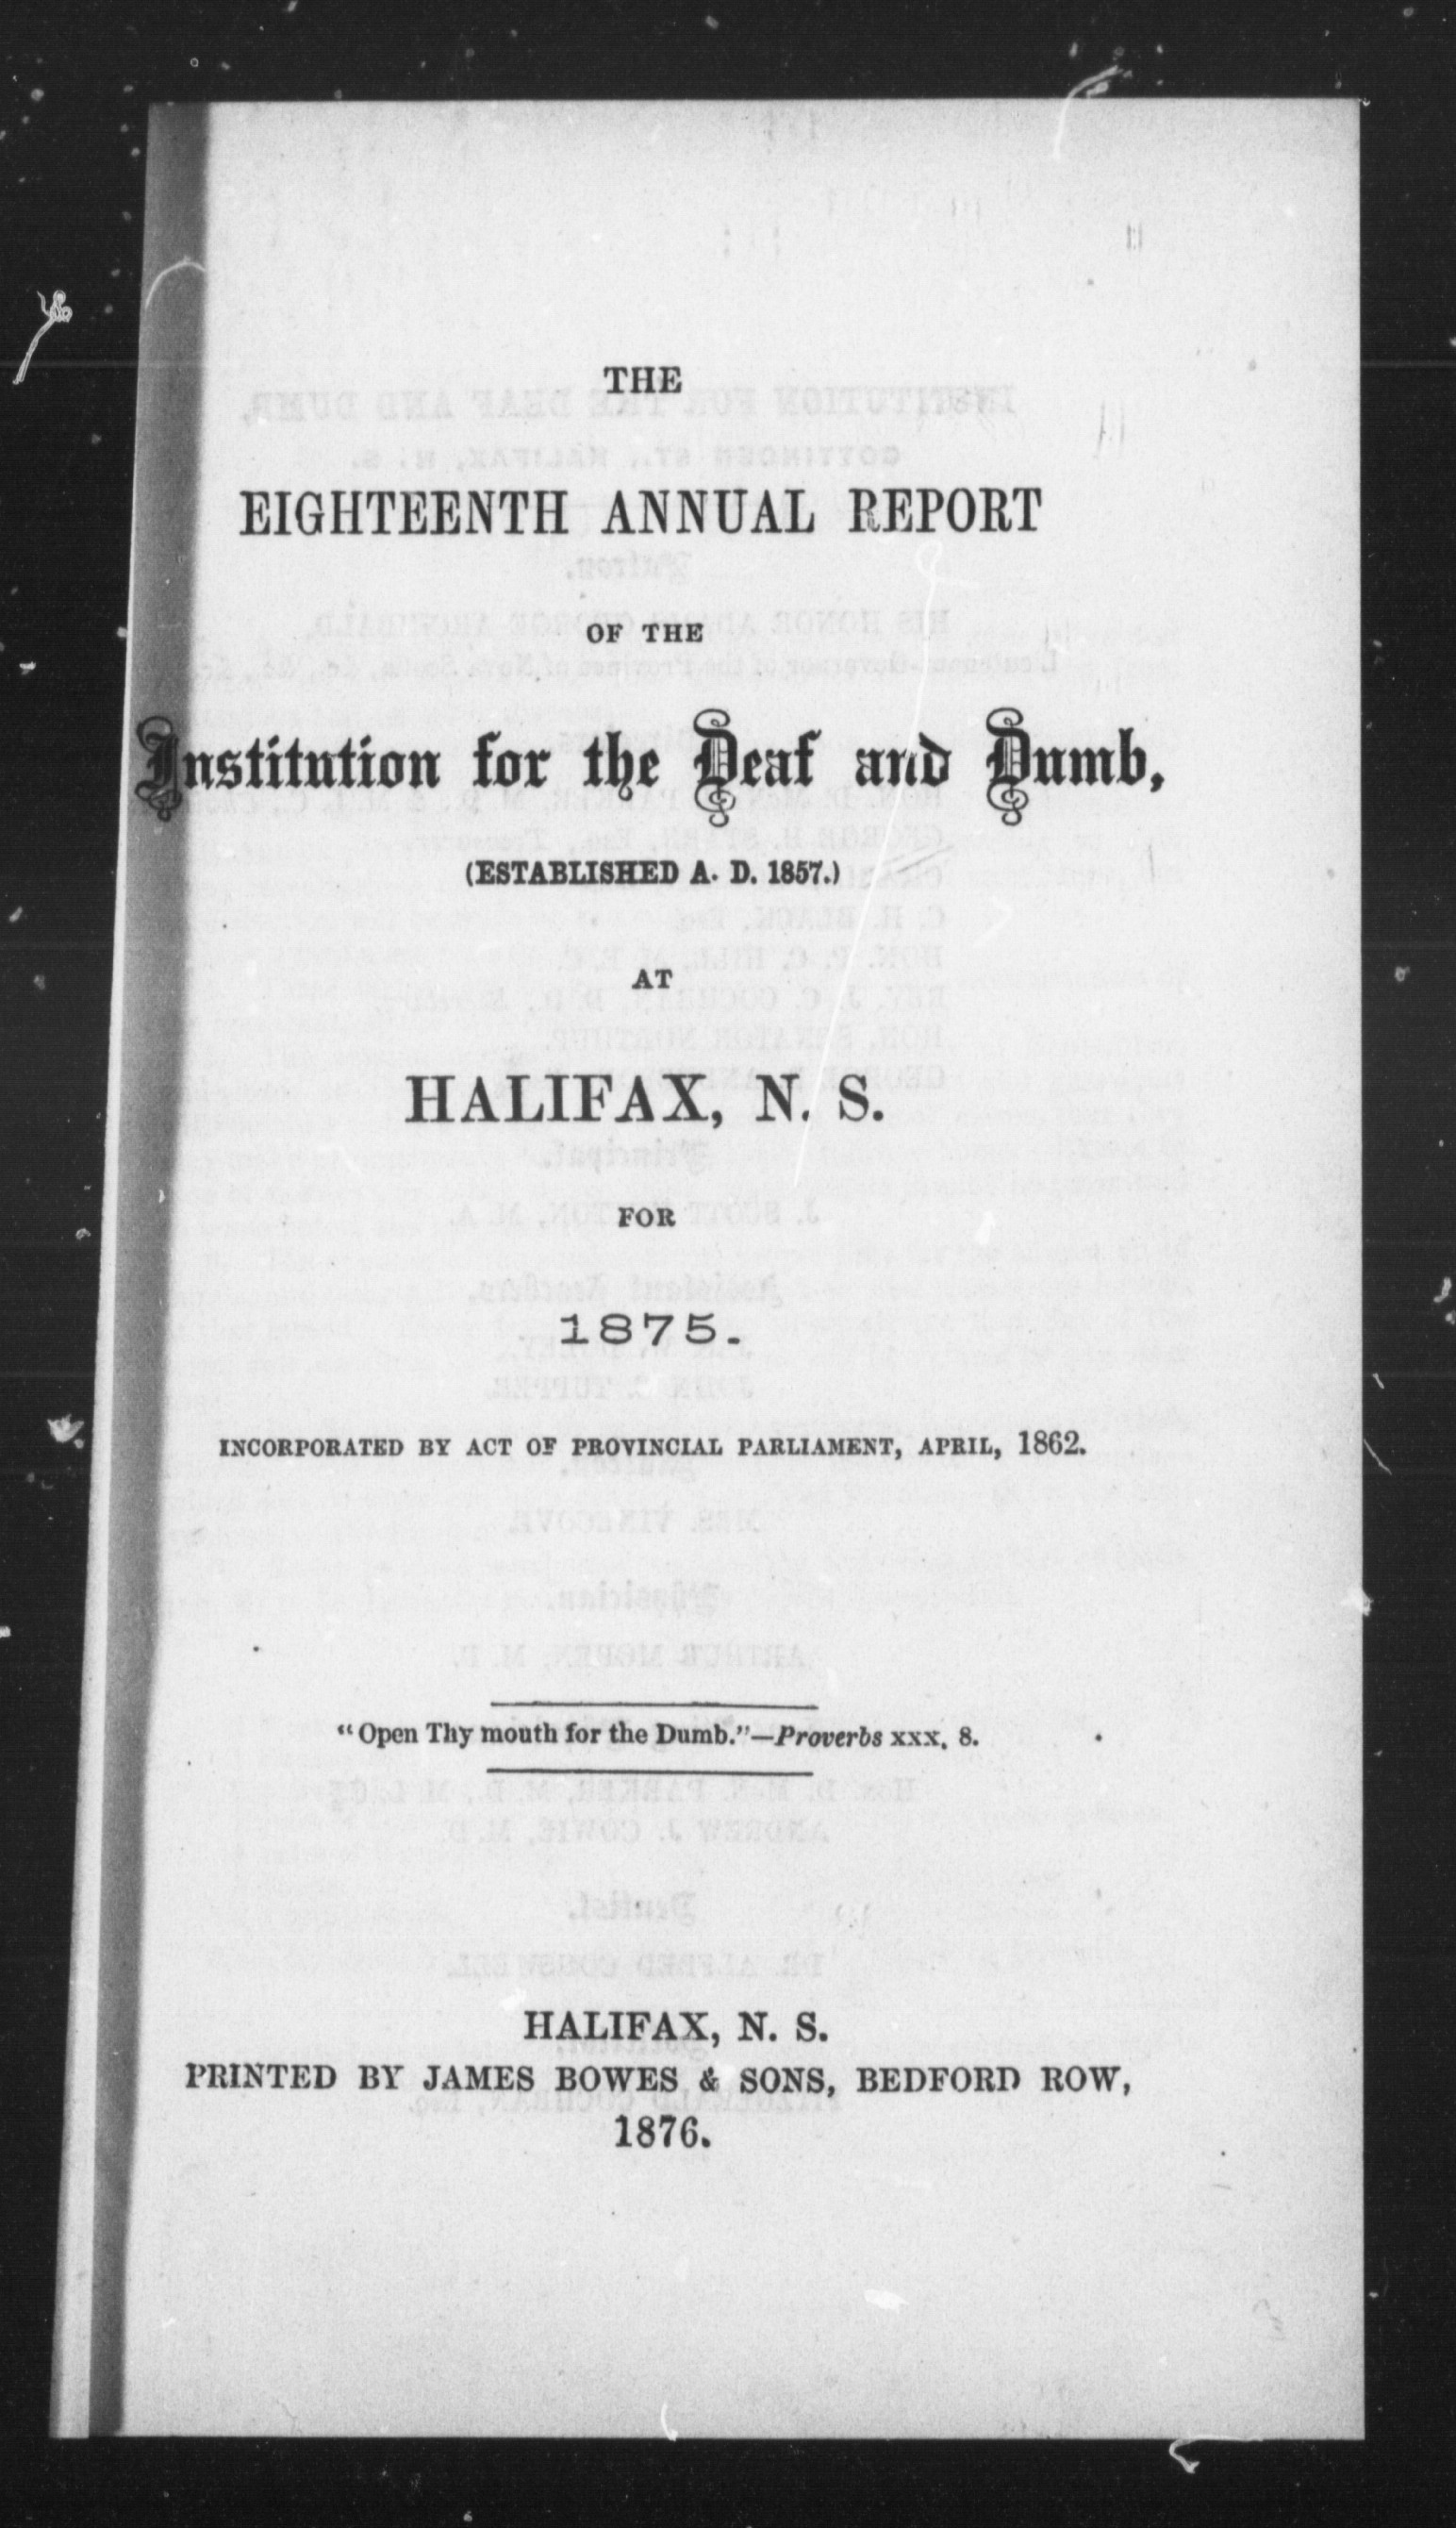 THE
EIGHTEENTH ANNUAL REPORT
OF THE
Institution for the Deaf and Dumb,
(ESTABLISHED A. D. 1857.)
AT
HALIFAX, N. S.
FOR
1875.
INCORPORATED BY ACT OF PROVINCIAL PARLIAMENT, APRIL, 1862.
“Open Thy mouth for the Dumb.”—Proverbs xxx, 8.
HALIFAX, N. S.
PRINTED BY JAMES BOWES & SONS, BEDFORD ROW,
1876.